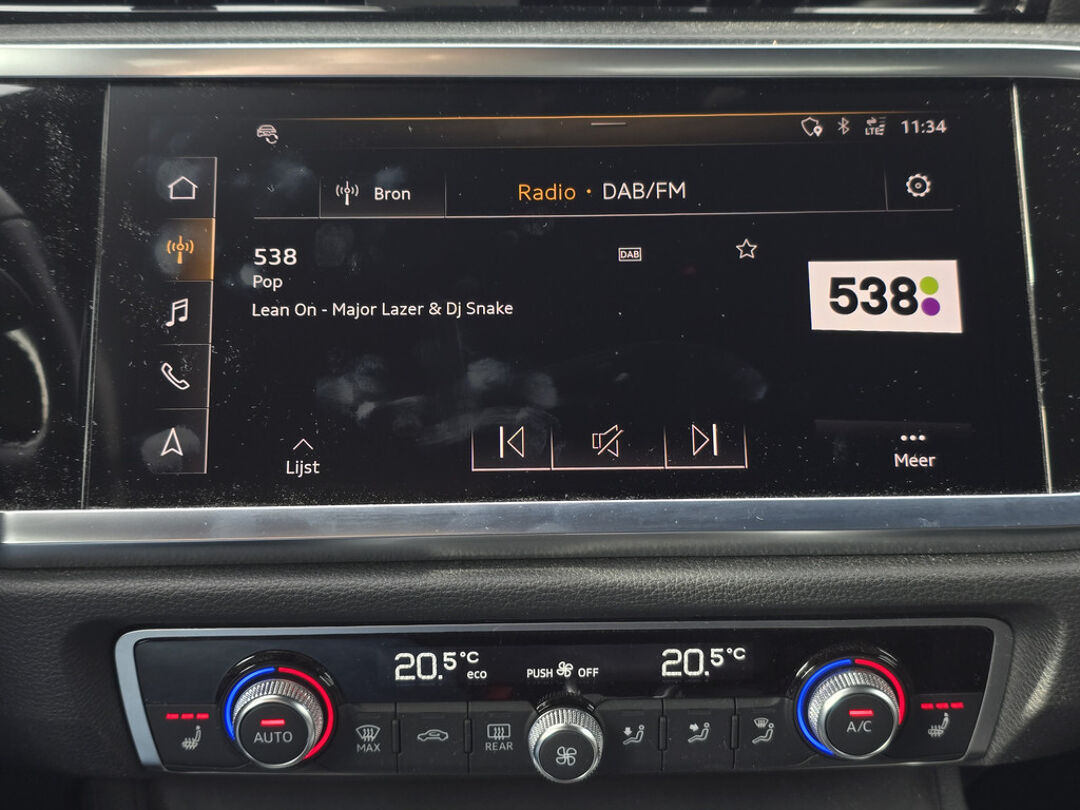 LTE 11:34
Bron Radio • DAB/FM
538 DAB
Pop
538
Lean On - Major Lazer & Dj Snake
Lijst
Meer
20.5°C eco PUSH OFF 20.5°C
AUTO MAX REAR A/C